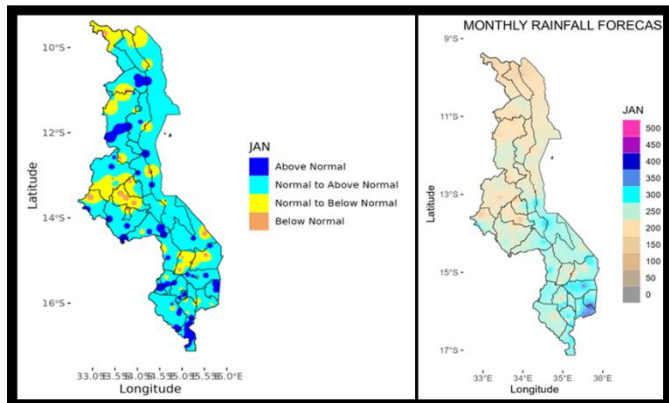 10°S
12°S
14°S
16°S
Latitude
Longitude
JAN
Above Normal
Normal to Above Normal
Normal to Below Normal
Below Normal
MONTHLY RAINFALL FORECAS
9°S
11°S
13°S
15°S
17°S
Latitude
33°E
34°E
35°E
36°E
Longitude
JAN
500
450
400
350
300
250
200
150
100
50
0